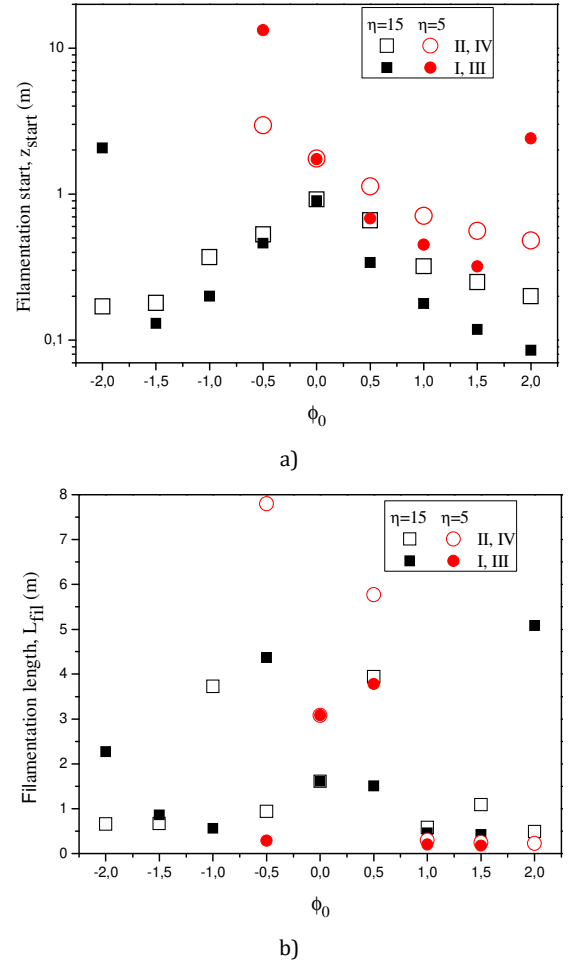 η=15 η=5
II, IV
I, III
10
1
0,1
Filamentation start, z_start (m)
-2,0 -1,5 -1,0 -0,5 0,0 0,5 1,0 1,5 2,0
ϕ_0
a)
η=15 η=5
II, IV
I, III
8
7
6
5
4
3
2
1
0
Filamentation length, L_fil (m)
-2,0 -1,5 -1,0 -0,5 0,0 0,5 1,0 1,5 2,0
ϕ_0
b)